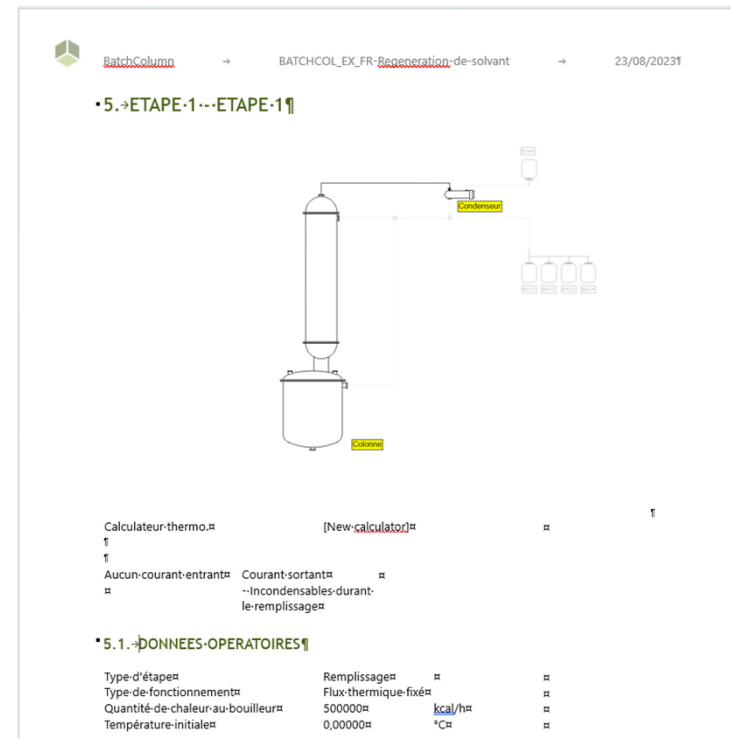 BatchColumn → BATCHCOL_EX_FR-Regeneration-de-solvant → 23/08/2023¶
5.→ETAPE·1·-·ETAPE·1¶
Condenseur
Colonne
¶
Calculateur·thermo.¤ [New·calculator]¤ ¤
¶
¶
Aucun·courant·entrant¤ Courant·sortant¤ ¤
¤ --Incondensables·durant·
le·remplissage¤
5.1.→DONNEES·OPERATOIRES¶
Type·d'étape¤ Remplissage¤ ¤ ¤
Type·de·fonctionnement¤ Flux·thermique·fixé¤ ¤
Quantité·de·chaleur·au·bouilleur¤ 500000¤ kcal/h¤ ¤
Température·initiale¤ 0,00000¤ °C¤ ¤